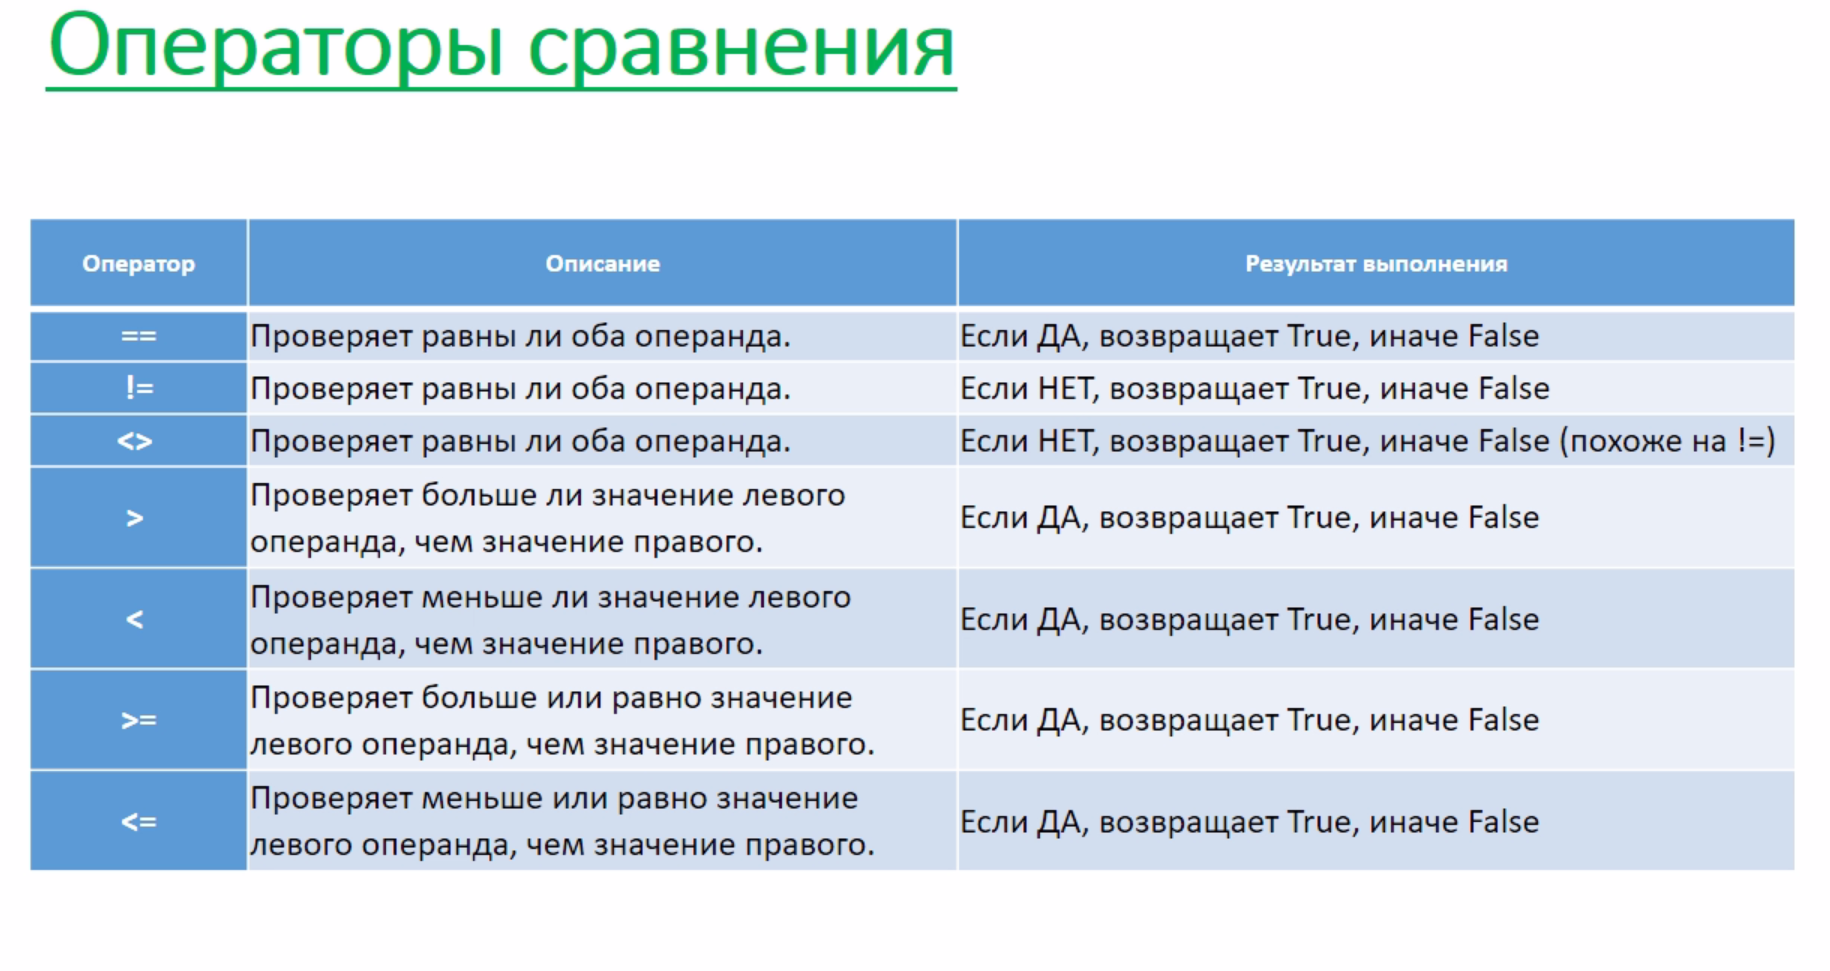 Операторы сравнения
Оператор Описание Результат выполнения
== Проверяет равны ли оба операнда. Если ДА, возвращает True, иначе False
!= Проверяет равны ли оба операнда. Если НЕТ, возвращает True, иначе False
<> Проверяет равны ли оба операнда. Если НЕТ, возвращает True, иначе False (похоже на !=)
> Проверяет больше ли значение левого
операнда, чем значение правого. Если ДА, возвращает True, иначе False
< Проверяет меньше ли значение левого
операнда, чем значение правого. Если ДА, возвращает True, иначе False
>= Проверяет больше или равно значение
левого операнда, чем значение правого. Если ДА, возвращает True, иначе False
<= Проверяет меньше или равно значение
левого операнда, чем значение правого. Если ДА, возвращает True, иначе False